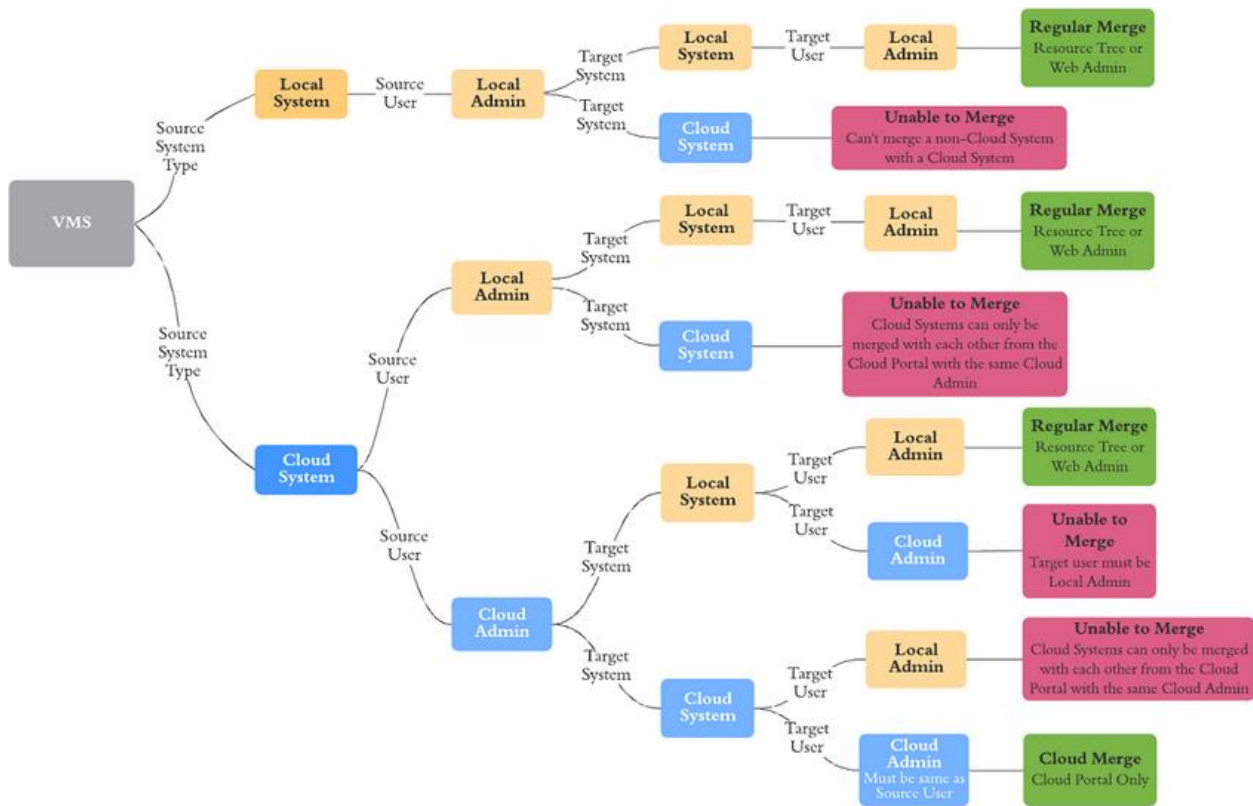 VMS
Source
System
Type
Local
System
Source
User
Local
Admin
Target
System
Local
System
Target
User
Local
Admin
Regular Merge
Resource Tree or
Web Admin
Target
System
Cloud
System
Unable to Merge
Can't merge a non-Cloud System
with a Cloud System
Source
System
Type
Cloud
System
Source
User
Local
Admin
Target
System
Local
System
Target
User
Local
Admin
Regular Merge
Resource Tree or
Web Admin
Target
System
Cloud
System
Unable to Merge
Cloud Systems can only be
merged with each other from the
Cloud Portal with the same Cloud
Admin
Source
User
Cloud
Admin
Target
System
Local
System
Target
User
Local
Admin
Regular Merge
Resource Tree or
Web Admin
Target
User
Cloud
Admin
Unable to
Merge
Target user must be
Local Admin
Target
System
Cloud
System
Target
User
Local
Admin
Unable to Merge
Cloud Systems can only be merged
with each other from the Cloud
Portal with the same Cloud Admin
Target
User
Cloud
Admin
Must be same as
Source User
Cloud Merge
Cloud Portal Only